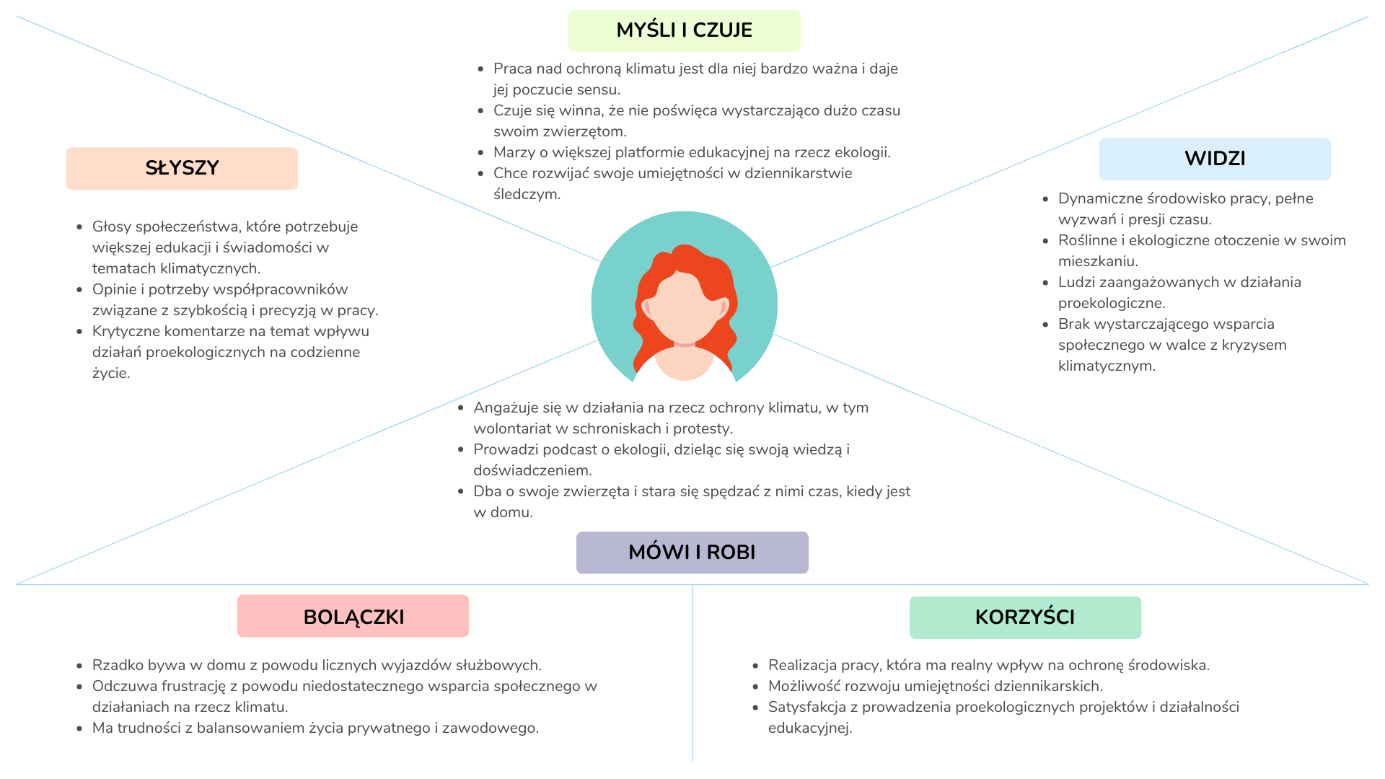 MYŚLI I CZUJE
• Praca nad ochroną klimatu jest dla niej bardzo ważna i daje
jej poczucie sensu.
• Czuje się winna, że nie poświęca wystarczająco dużo czasu
swoim zwierzętom.
• Marzy o większej platformie edukacyjnej na rzecz ekologii.
• Chce rozwijać swoje umiejętności w dziennikarstwie
śledczym.
SŁYSZY
• Głosy społeczeństwa, które potrzebuje
większej edukacji i świadomości w
tematach klimatycznych.
• Opinie i potrzeby współpracowników
związane z szybkością i precyzją w pracy.
• Krytyczne komentarze na temat wpływu
działań proekologicznych na codzienne
życie.
WIDZI
• Dynamiczne środowisko pracy, pełne
wyzwań i presji czasu.
• Roślinne i ekologiczne otoczenie w swoim
mieszkaniu.
• Ludzi zaangażowanych w działania
proekologiczne.
• Brak wystarczającego wsparcia
społecznego w walce z kryzysem
klimatycznym.
• Angażuje się w działania na rzecz ochrony klimatu, w tym
wolontariat w schroniskach i protesty.
• Prowadzi podcast o ekologii, dzieląc się swoją wiedzą i
doświadczeniem.
• Dba o swoje zwierzęta i stara się spędzać z nimi czas, kiedy jest
w domu.
MÓWI I ROBI
BOLĄCZKI
• Rzadko bywa w domu z powodu licznych wyjazdów służbowych.
• Odczuwa frustrację z powodu niedostatecznego wsparcia społecznego w
działaniach na rzecz klimatu.
• Ma trudności z balansowaniem życia prywatnego i zawodowego.
KORZYŚCI
• Realizacja pracy, która ma realny wpływ na ochronę środowiska.
• Możliwość rozwoju umiejętności dziennikarskich.
• Satysfakcja z prowadzenia proekologicznych projektów i działalności
edukacyjnej.